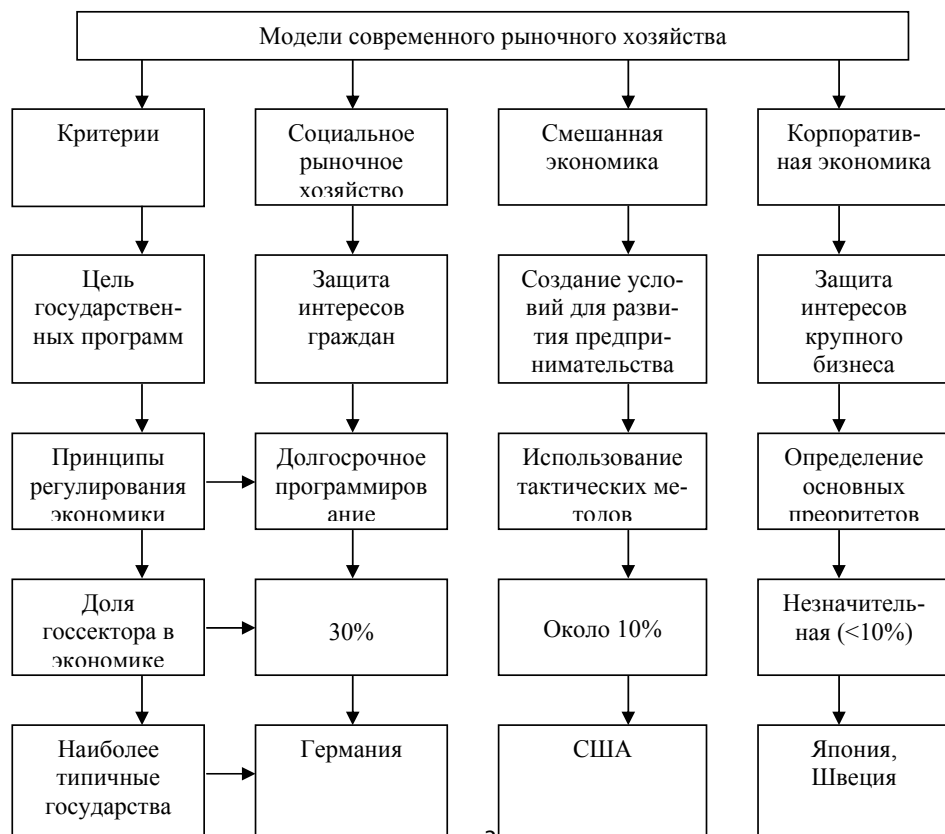 Модели современного рыночного хозяйства
Критерии
Социальное
рыночное
хозяйство
Смешанная
экономика
Корпоратив-
ная экономика
Цель
государствен-
ных программ
Защита
интересов
граждан
Создание усло-
вий для разви-
тия предпри-
нимательства
Защита
интересов
крупного
бизнеса
Принципы
регулирования
экономики
Долгосрочное
программиров
ание
Использование
тактических ме-
тодов
Определение
основных
преоритетов
Доля
госсектора в
экономике
30%
Около 10%
Незначитель-
ная (<10%)
Наиболее
типичные
государства
Германия
США
Япония,
Швеция